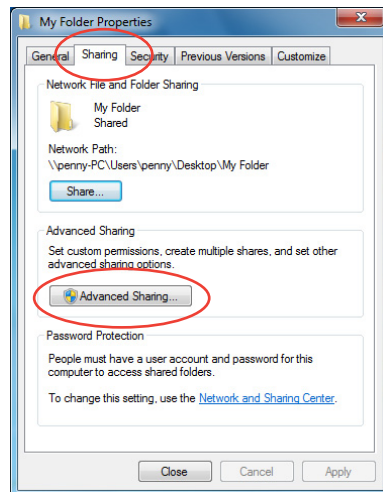 My Folder Properties
General Sharing Security Previous Versions Customize
Network File and Folder Sharing
My Folder
Shared
Network Path:
\\penny-PC\Users\penny\Desktop\My Folder
Share...
Advanced Sharing
Set custom permissions, create multiple shares, and set other
advanced sharing options.
Advanced Sharing...
Password Protection
People must have a user account and password for this
computer to access shared folders.
To change this setting, use the Network and Sharing Center.
Close Cancel Apply